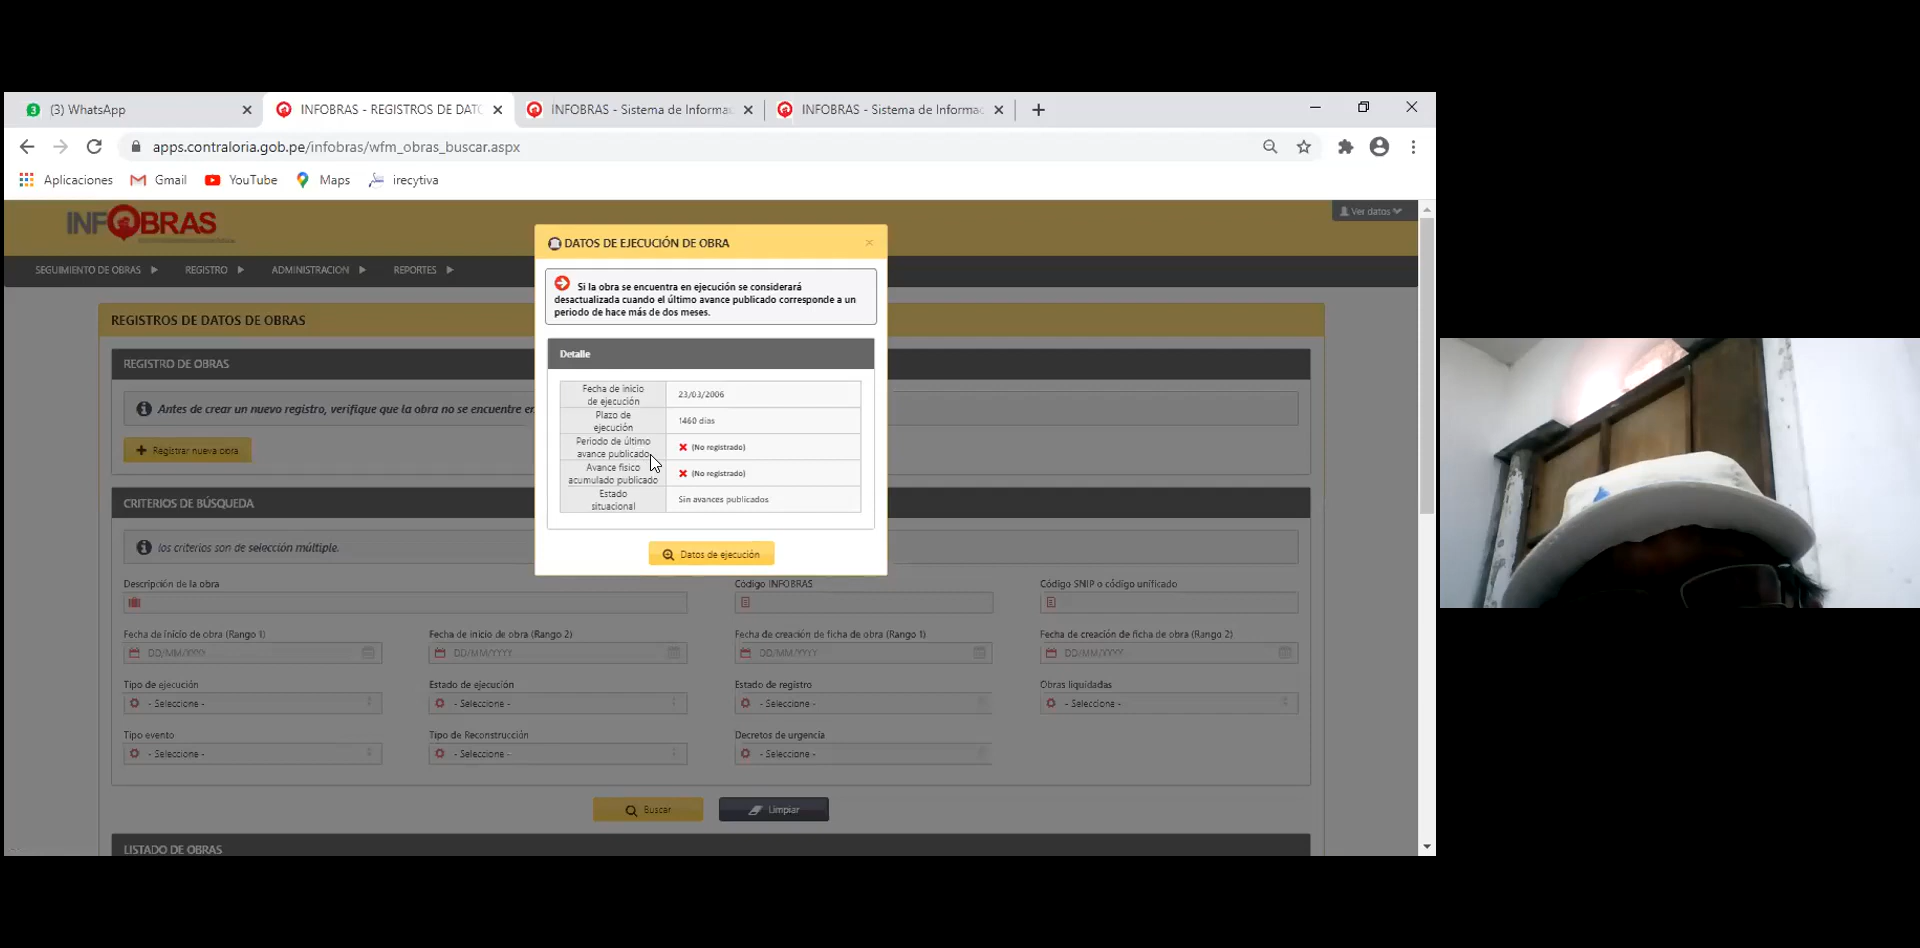 3 (3) WhatsApp
INFOBRAS - REGISTROS DE DATO
INFOBRAS - Sistema de Informac
INFOBRAS - Sistema de Informac
apps.contraloria.gob.pe/infobras/wfm_obras_buscar.aspx
Aplicaciones Gmail YouTube Maps irecytiva
INFOBRAS
Ver datos
SEGUIMIENTO DE OBRAS REGISTRO ADMINISTRACION REPORTES
DATOS DE EJECUCIÓN DE OBRA
Si la obra se encuentra en ejecución se considerará
desactualizada cuando el último avance publicado corresponde a un
periodo de hace más de dos meses.
Detalle
Fecha de inicio
de ejecución
23/03/2006
Plazo de
ejecución
1460 dias
Periodo de último
avance publicado
(No registrado)
Avance fisico
acumulado publicado
(No registrado)
Estado
situacional
Sin avances publicados
Datos de ejecución
REGISTROS DE DATOS DE OBRAS
REGISTRO DE OBRAS
Antes de crear un nuevo registro, verifique que la obra no se encuentre en
Registrar nueva obra
CRITERIOS DE BÚSQUEDA
los criterios son de selección múltiple.
Descripción de la obra
Código INFOBRAS
Código SNIP o código unificado
Fecha de inicio de obra (Rango 1)
Fecha de inicio de obra (Rango 2)
Fecha de creación de ficha de obra (Rango 1)
Fecha de creación de ficha de obra (Rango 2)
DD/MM/YYYY
DD/MM/YYYY
DD/MM/YYYY
DD/MM/YYYY
Tipo de ejecución
Estado de ejecución
Estado de registro
Obras liquidadas
- Seleccione -
- Seleccione -
- Seleccione -
- Seleccione -
Tipo evento
Tipo de Reconstrucción
Decretos de urgencia
- Seleccione -
- Seleccione -
- Seleccione -
Buscar
Limpiar
LISTADO DE OBRAS